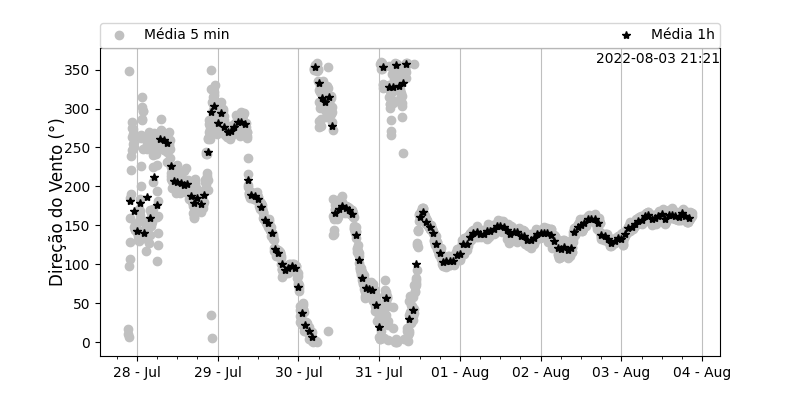 Média 5 min
Média 1h
2022-08-03 21:21
Direção do Vento (°)
350
300
250
200
150
100
50
0
28 - Jul
29 - Jul
30 - Jul
31 - Jul
01 - Aug
02 - Aug
03 - Aug
04 - Aug